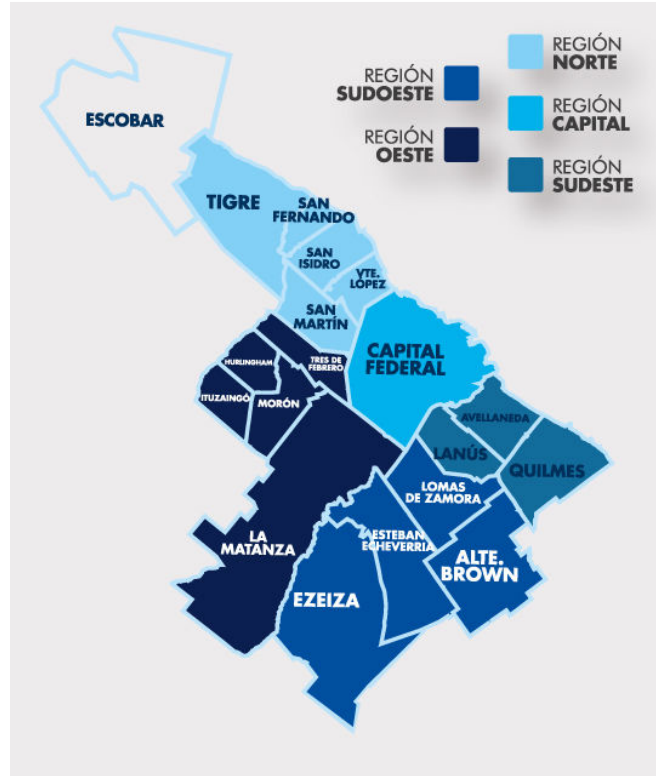 REGIÓN
NORTE
REGIÓN
SUDOESTE
REGIÓN
CAPITAL
REGIÓN
OESTE
REGIÓN
SUDESTE
ESCOBAR
TIGRE
SAN
FERNANDO
SAN
ISIDRO
VTE.
LÓPEZ
SAN
MARTÍN
CAPITAL
FEDERAL
HURLINGHAM
TRES DE
FEBRERO
ITUZAINGÓ
MORÓN
AVELLANEDA
LANÚS
QUILMES
LOMAS
DE ZAMORA
LA
MATANZA
ESTEBAN
ECHEVERRIA
ALTE.
BROWN
EZEIZA